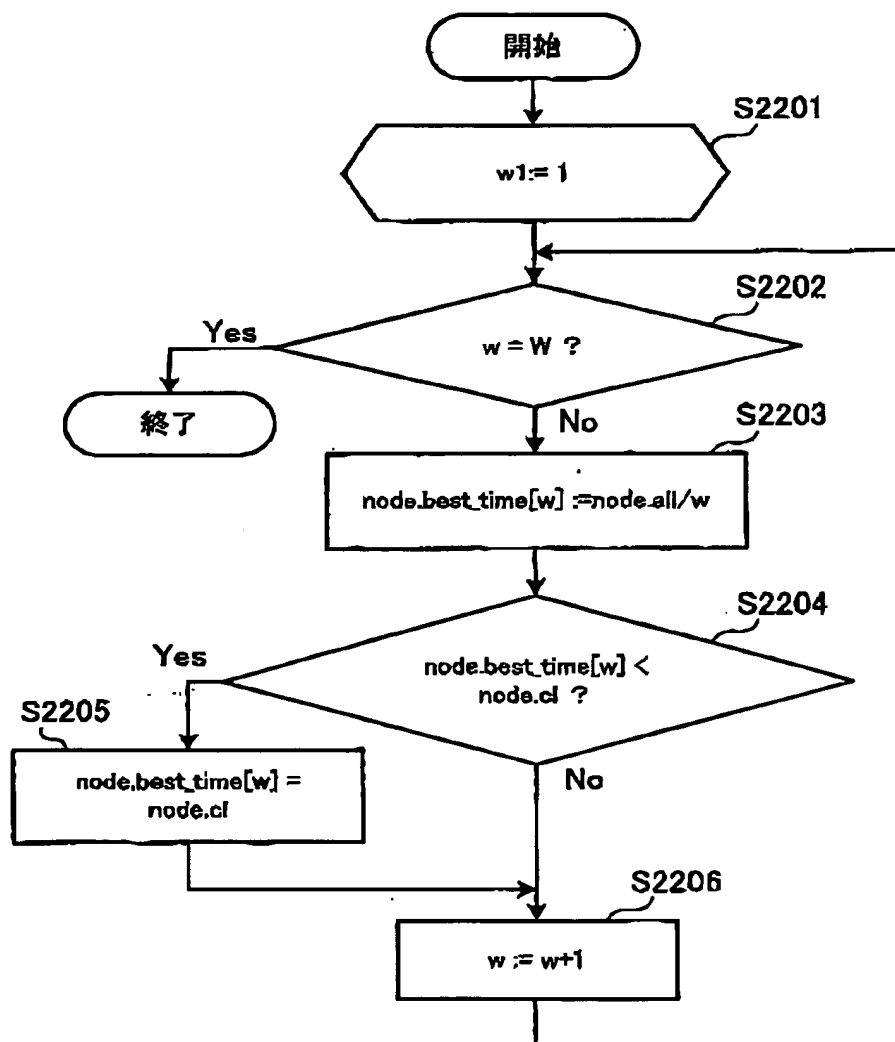 開始
S2201
w1:= 1
S2202
Yes
w = W ?
終了
No
S2203
node.best_time[w] :=node.all/w
S2204
Yes
node.best_time[w] <
node.cl ?
S2205
node.best_time[w] =
node.cl
No
S2206
w := w+1